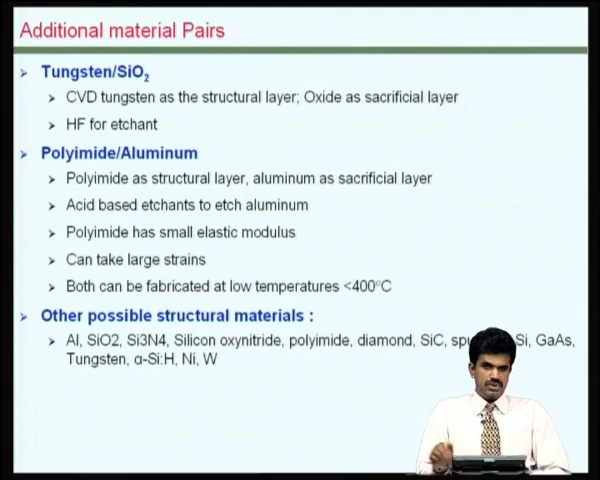 Additional material Pairs
Tungsten/SiO2
CVD tungsten as the structural layer; Oxide as sacrificial layer
HF for etchant
Polyimide/Aluminum
Polyimide as structural layer, aluminum as sacrificial layer
Acid based etchants to etch aluminum
Polyimide has small elastic modulus
Can take large strains
Both can be fabricated at low temperatures <400°C
Other possible structural materials :
Al, SiO2, Si3N4, Silicon oxynitride, polyimide, diamond, SiC, Si, GaAs,
Tungsten, α-Si:H, Ni, W